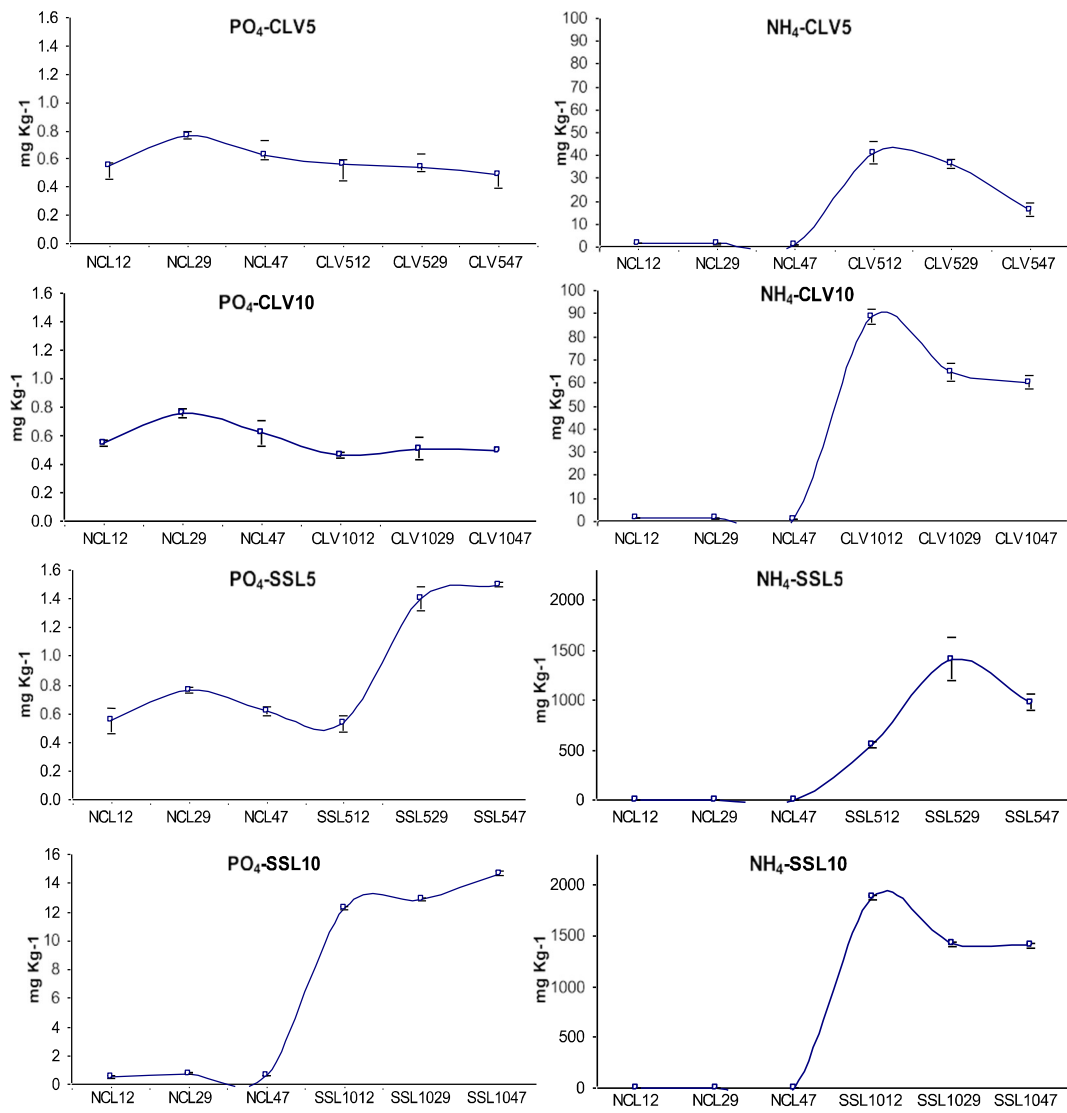 PO₄-CLV5
mg Kg-1
1.6
1.4
1.2
1.0
0.8
0.6
0.4
0.2
0.0
NCL12 NCL29 NCL47 CLV512 CLV529 CLV547
NH₄-CLV5
mg Kg-1
100
90
80
70
60
50
40
30
20
10
0
NCL12 NCL29 NCL47 CLV512 CLV529 CLV547
PO₄-CLV10
mg Kg-1
1.6
1.4
1.2
1.0
0.8
0.6
0.4
0.2
0.0
NCL12 NCL29 NCL47 CLV1012 CLV1029 CLV1047
NH₄-CLV10
mg Kg-1
100
90
80
70
60
50
40
30
20
10
0
NCL12 NCL29 NCL47 CLV1012 CLV1029 CLV1047
PO₄-SSL5
mg Kg-1
1.6
1.4
1.2
1.0
0.8
0.6
0.4
0.2
0.0
NCL12 NCL29 NCL47 SSL512 SSL529 SSL547
NH₄-SSL5
mg Kg-1
2000
1500
1000
500
0
NCL12 NCL29 NCL47 SSL512 SSL529 SSL547
PO₄-SSL10
mg Kg-1
16
14
12
10
8
6
4
2
0
NCL12 NCL29 NCL47 SSL1012 SSL1029 SSL1047
NH₄-SSL10
mg Kg-1
2000
1500
1000
500
0
NCL12 NCL29 NCL47 SSL1012 SSL1029 SSL1047